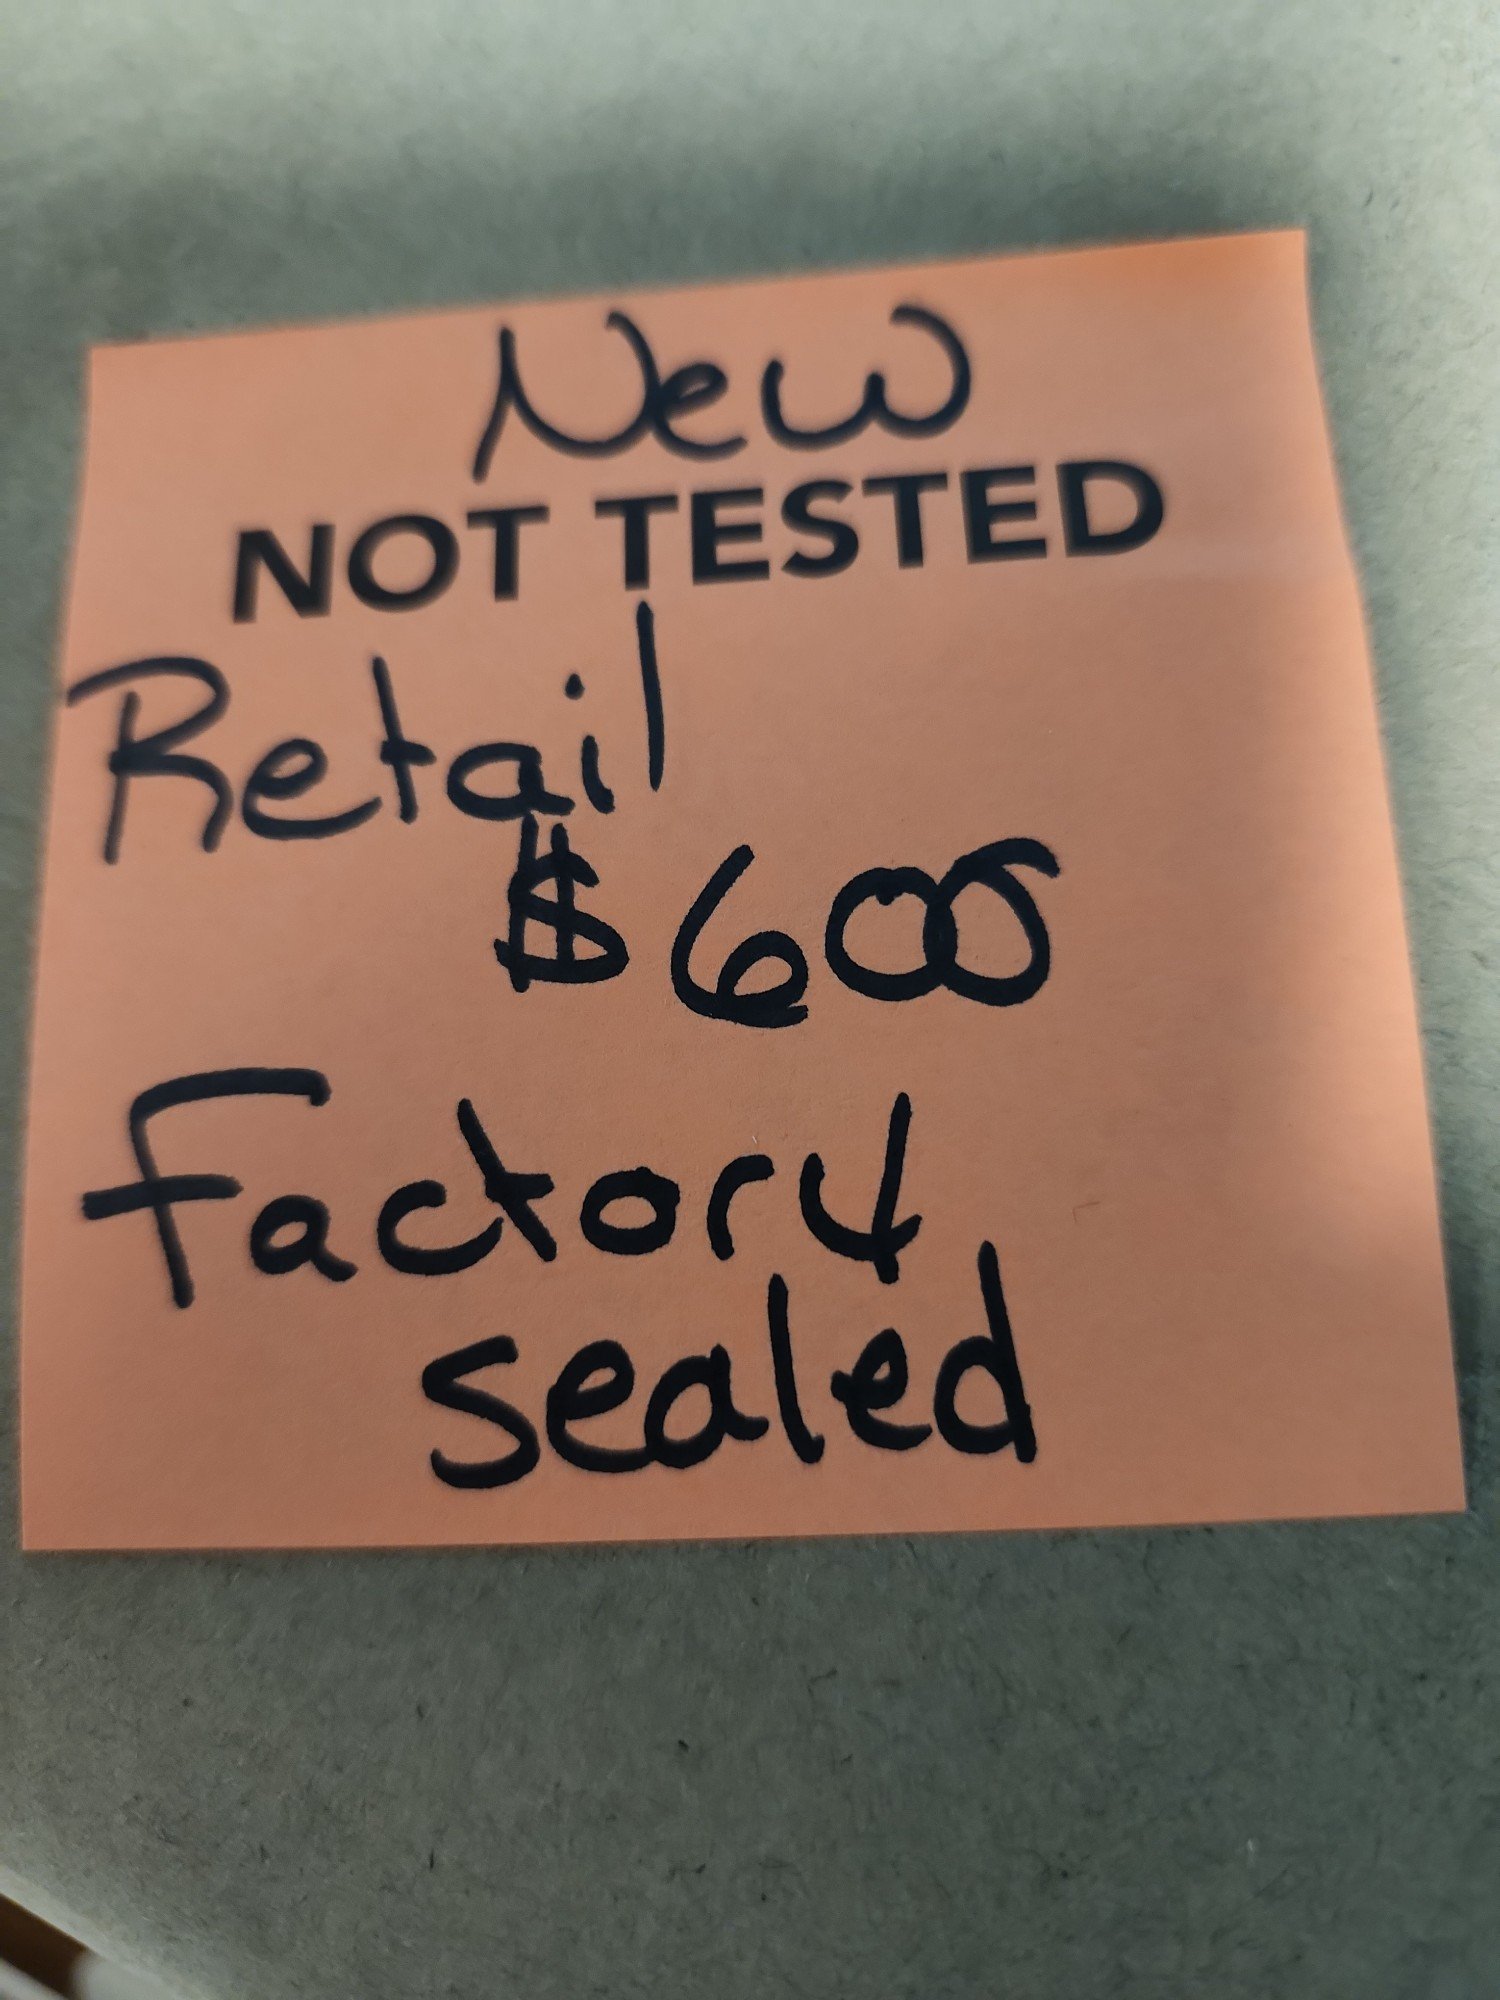 New
NOT TESTED
Retail
$600
Factory
sealed